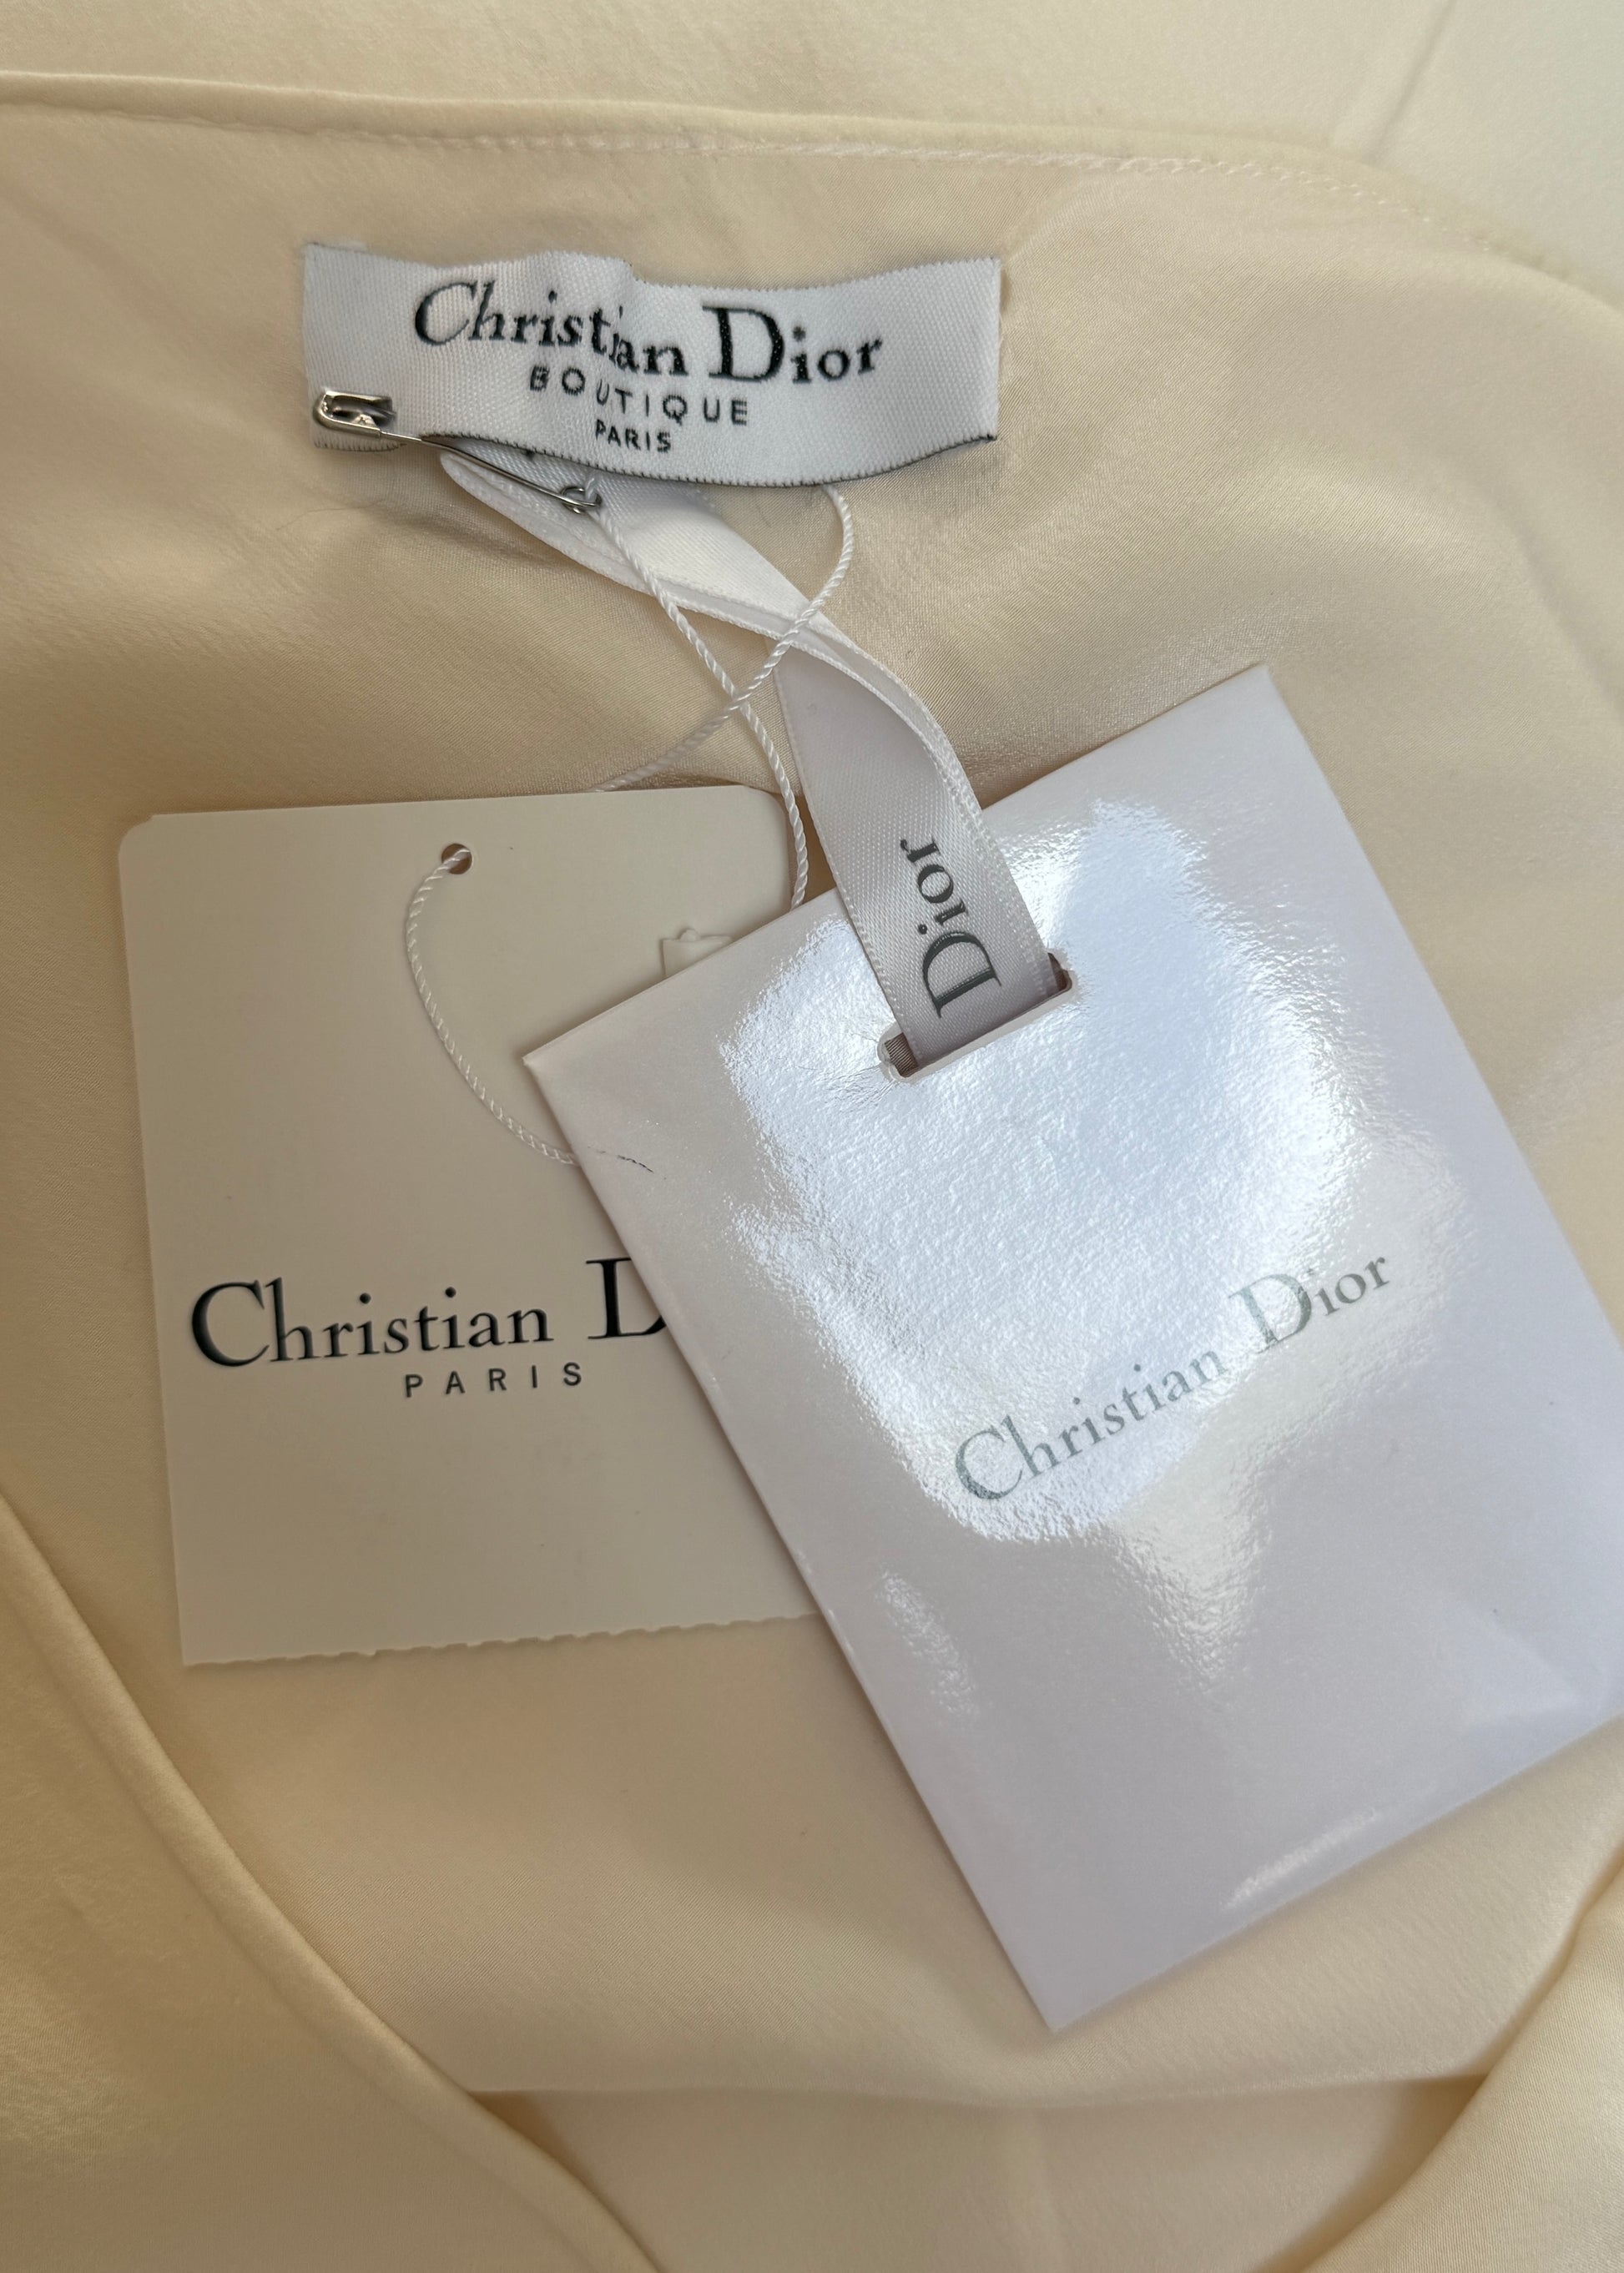 Christian Dior
BOUTIQUE
PARIS
Dior
Christian D
PARIS
Christian Dior